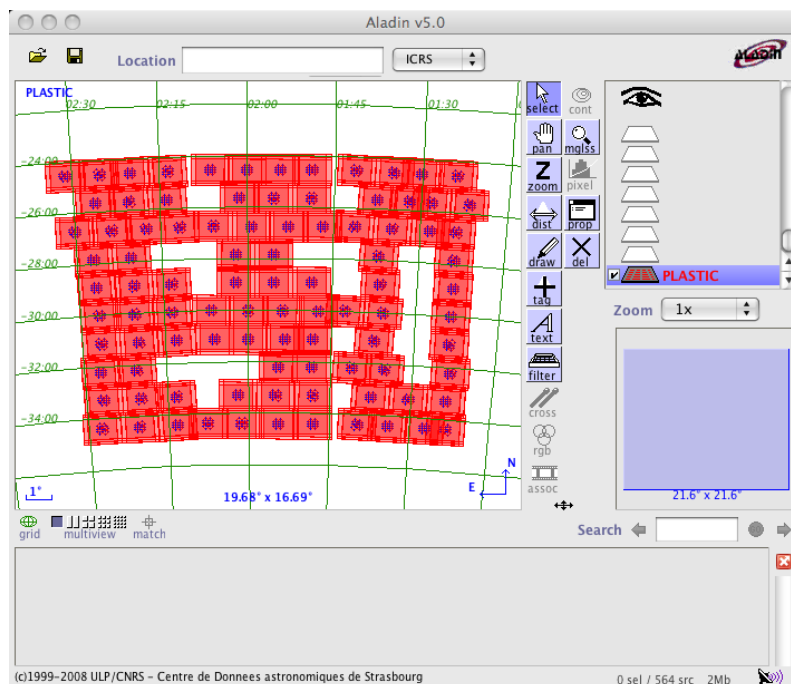 Aladin v5.0
Location
ICRS
ALADIN
PLASTIC
02:30 02:15 02:00 01:45 01:30
-24:00
-26:00
-28:00
-30:00
-32:00
-34:00
1°
19.68° x 16.69°
N
E
select cont
pan mglss
Z
zoom pixel
dist prop
draw del
tag
A
text
filter
cross
rgb
assoc
PLASTIC
Zoom 1x
21.6° x 21.6°
grid multiview match
Search
(c)1999-2008 ULP/CNRS - Centre de Donnees astronomiques de Strasbourg
0 sel / 564 src 2Mb